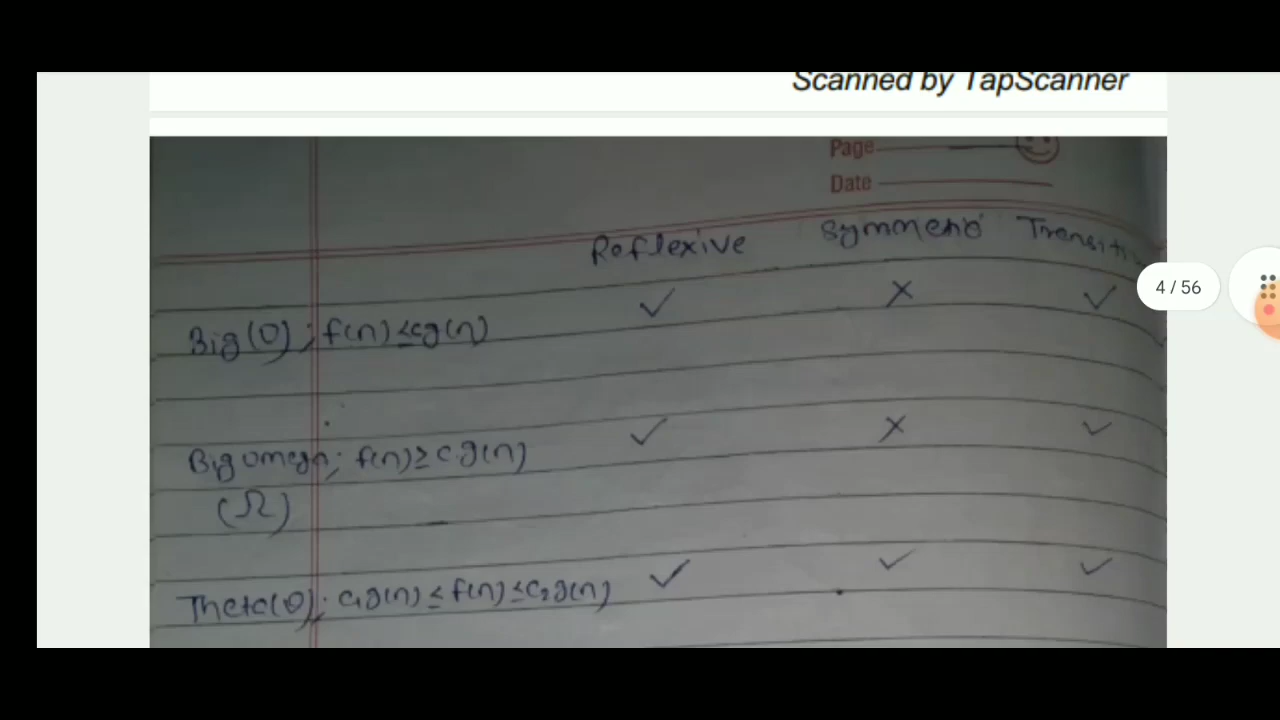 Scanned by TapScanner
Page
Date
Reflexive Symmetric Transiti
4 / 56
Big(O); f(n) ≤ cg(n) ✓ × ✓
Big omega; f(n) ≥ c.g(n) ✓ × ✓
(Ω)
Theta(θ); c1g(n) ≤ f(n) ≤ c2g(n) ✓ ✓ ✓